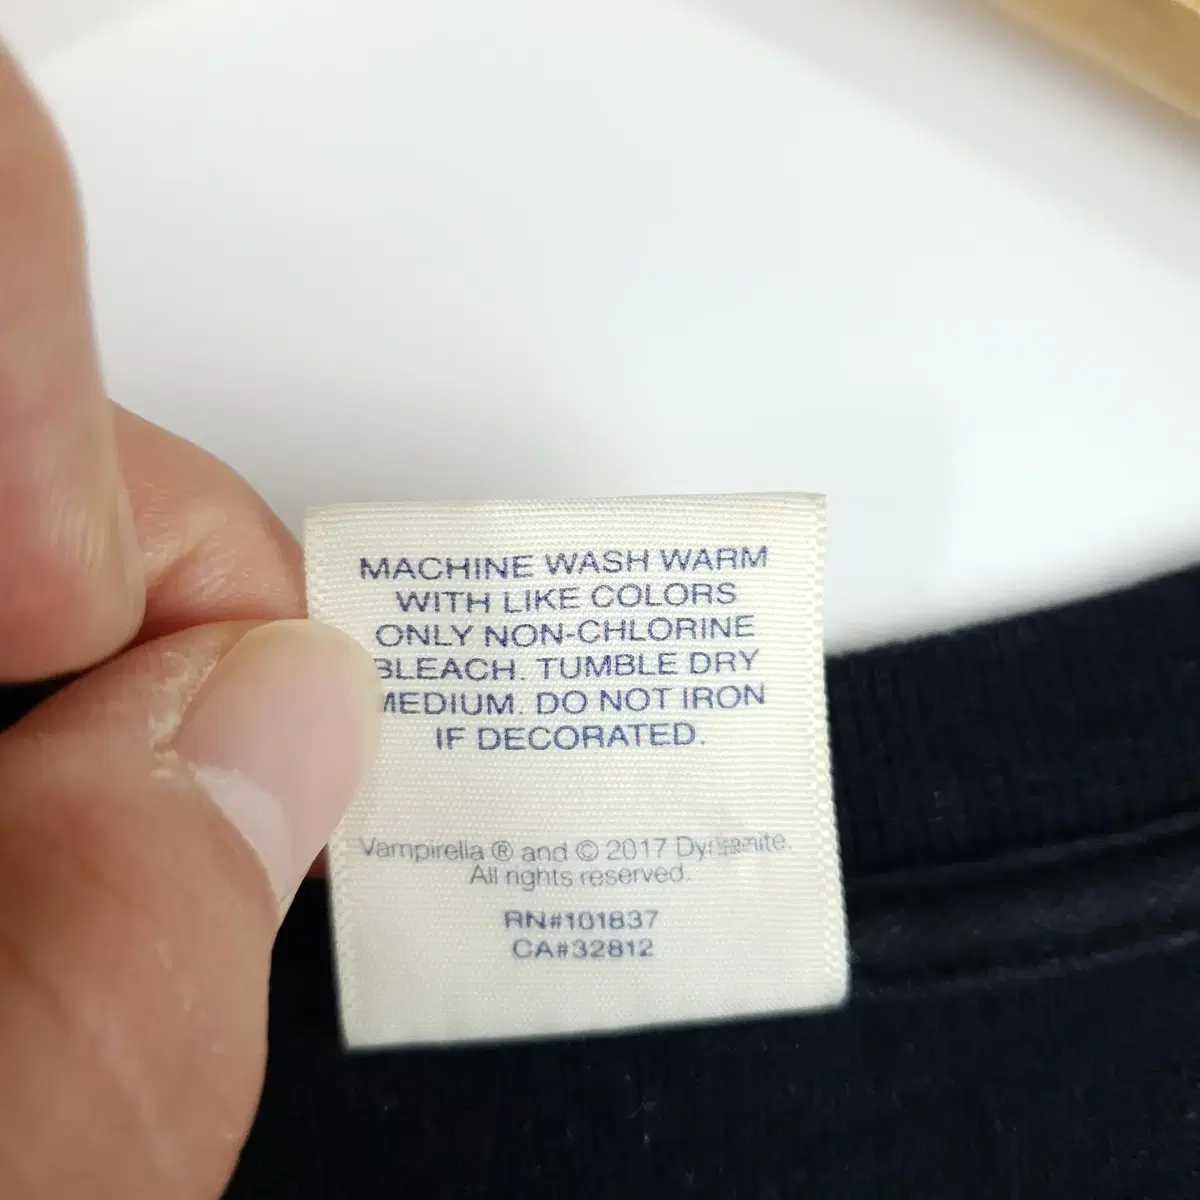 MACHINE WASH WARM
WITH LIKE COLORS
ONLY NON-CHLORINE
BLEACH. TUMBLE DRY
MEDIUM. DO NOT IRON
IF DECORATED.
Vampirella ® and © 2017 Dynamite.
All rights reserved.
RN#101837
CA#32812